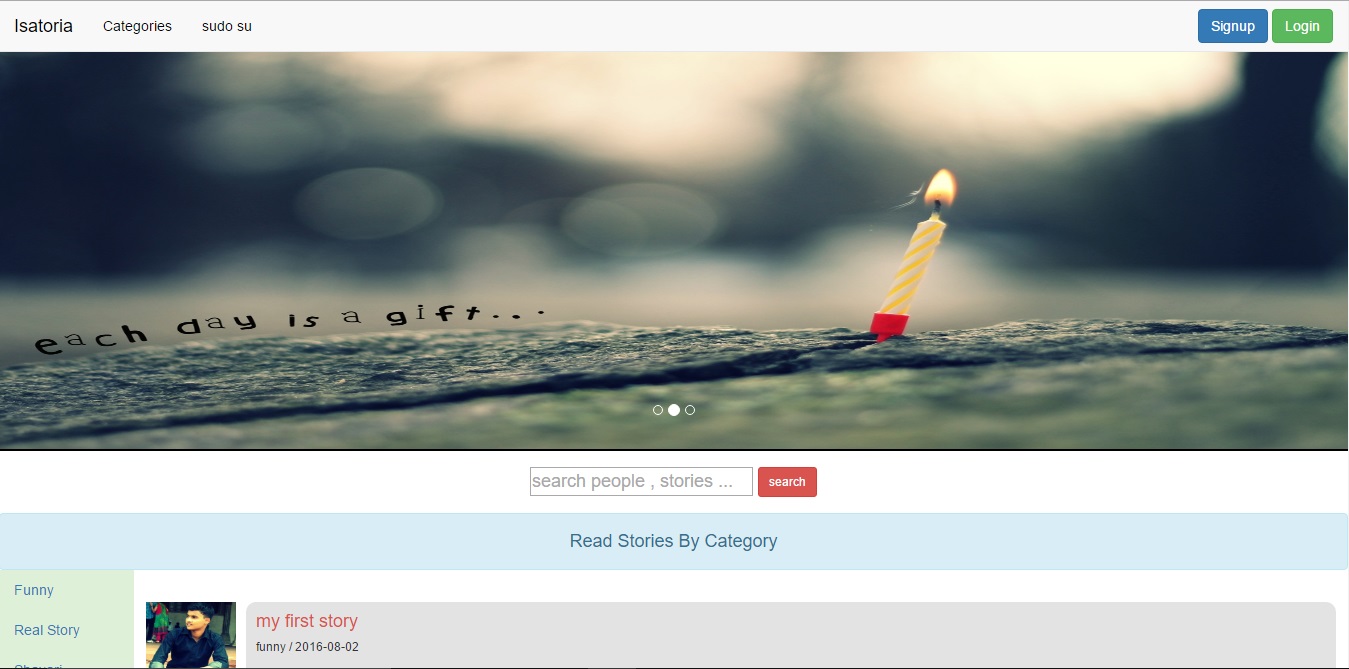 Isatoria Categories sudo su Signup Login
each day is a gift...
search people , stories ... search
Read Stories By Category
Funny
my first story
Real Story
funny / 2016-08-02
Shayari